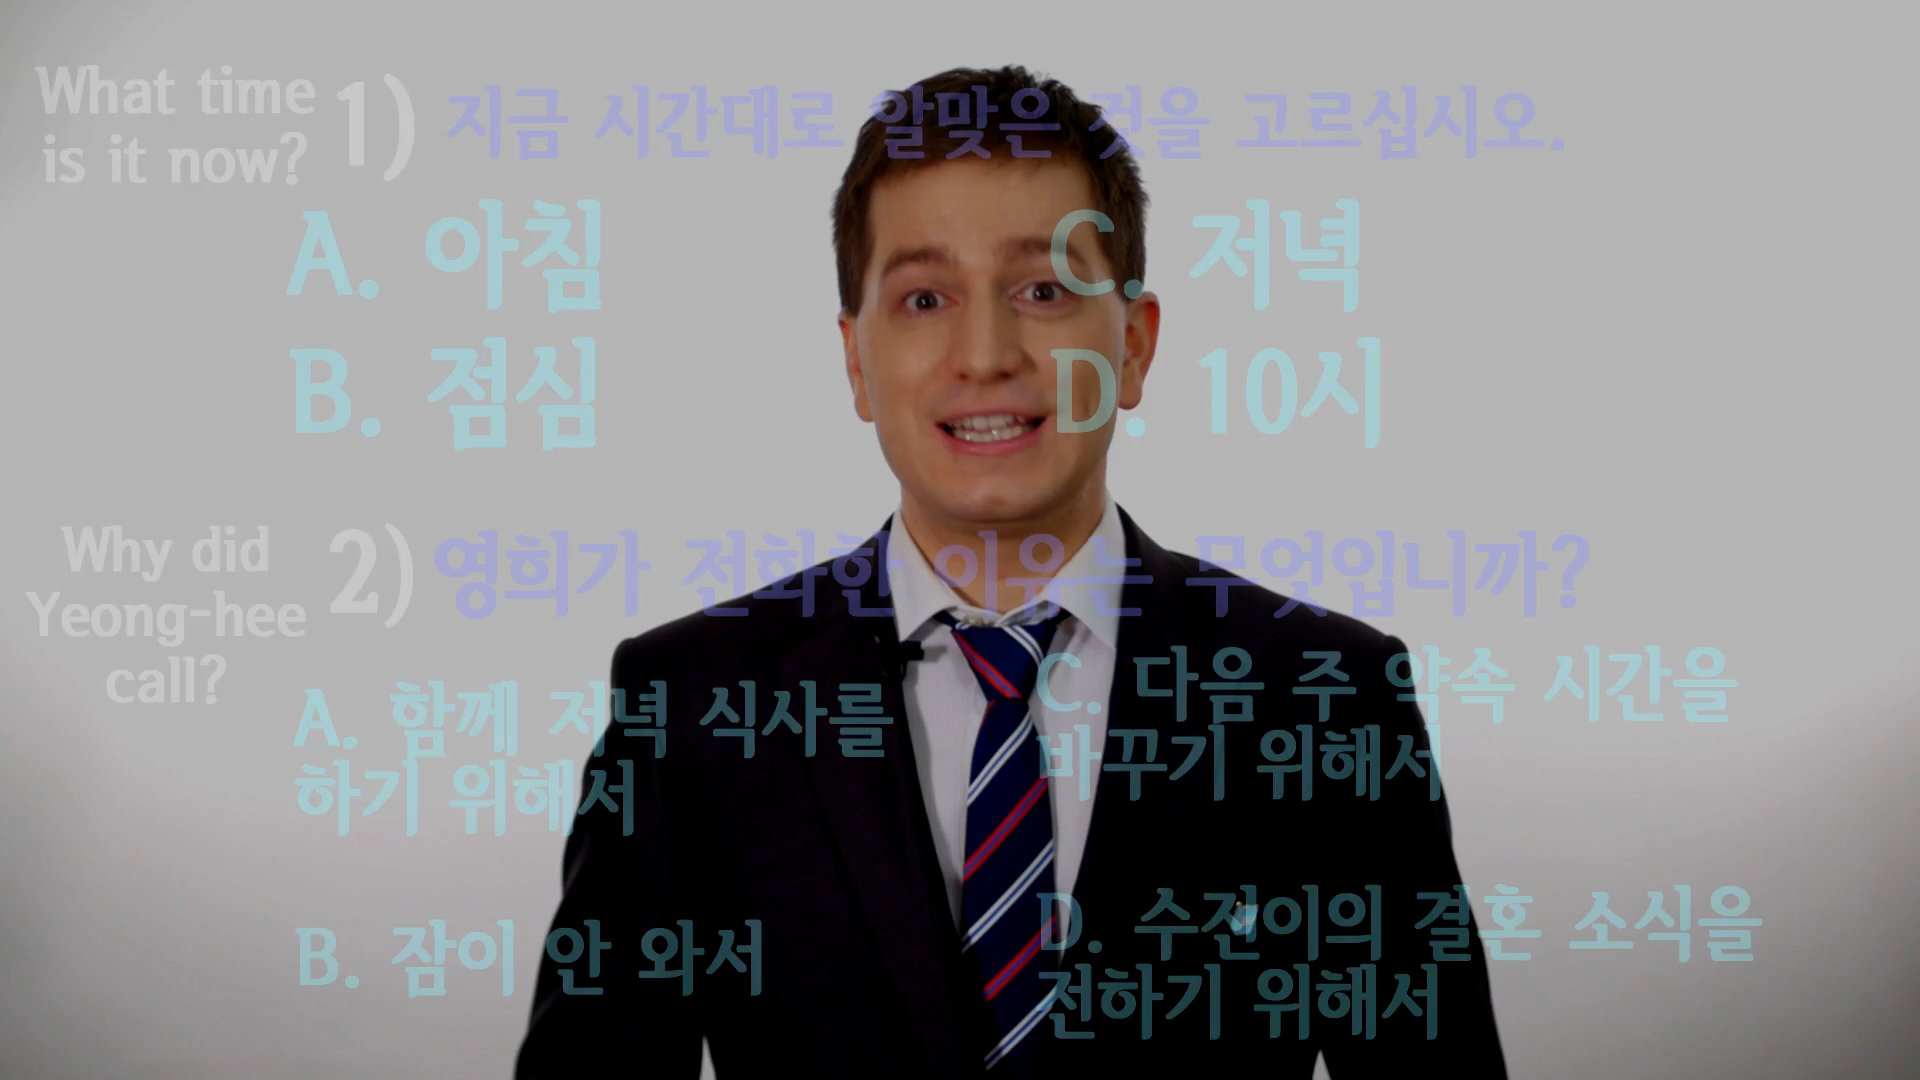 What time
is it now?
1) 지금 시간대로 알맞은 것을 고르십시오.
A. 아침
C. 저녁
B. 점심
D. 10시
Why did
Yeong-hee
call?
2) 영희가 전화한 이유는 무엇입니까?
A. 함께 저녁 식사를
하기 위해서
C. 다음 주 약속 시간을
바꾸기 위해서
B. 잠이 안 와서
D. 수진이의 결혼 소식을
전하기 위해서